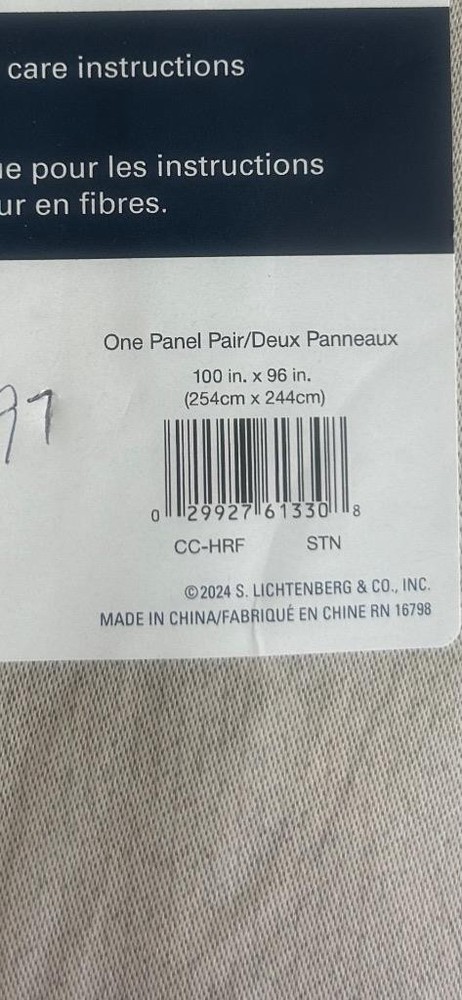 care instructions
pour les instructions
en fibres.
One Panel Pair/Deux Panneaux
100 in. x 96 in.
(254cm x 244cm)
0 29927 61330 8
CC-HRF STN
©2024 S. LICHTENBERG & CO., INC.
MADE IN CHINA/FABRIQUÉ EN CHINE RN 16798